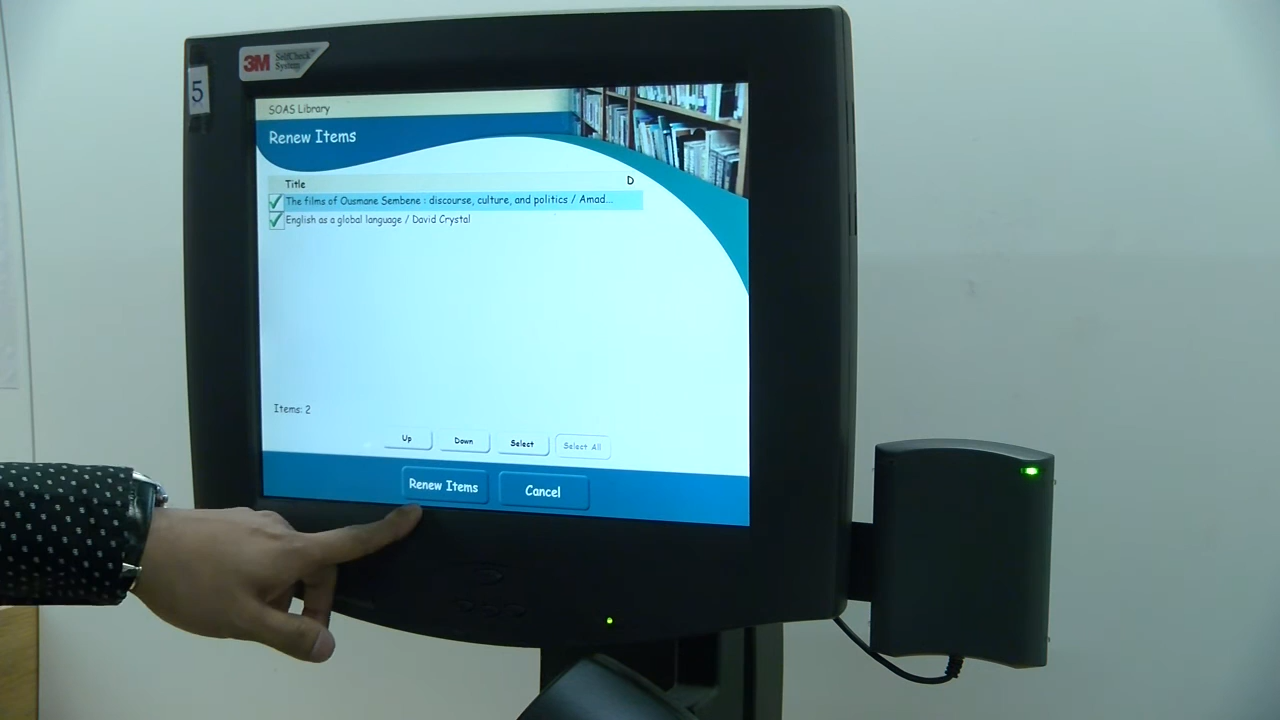 3M SelfCheck™
System
5
SOAS Library
Renew Items
Title D
The films of Ousmane Sembene : discourse, culture, and politics / Amad...
English as a global language / David Crystal
Items: 2
Up Down Select Select All
Renew Items Cancel